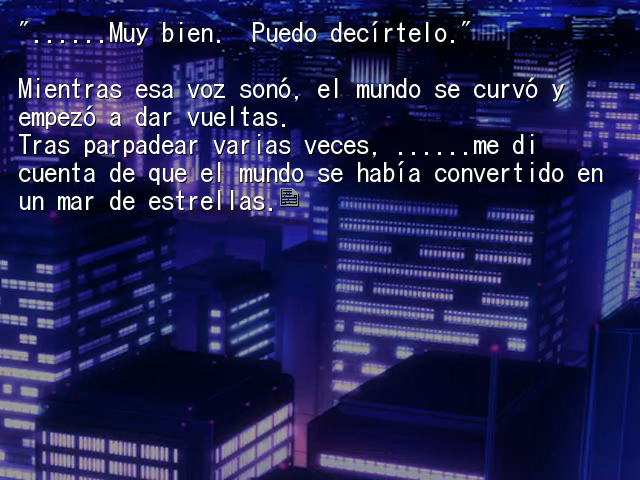 "......Muy bien.  Puedo decírtelo."
Mientras esa voz sonó, el mundo se curvó y
empezó a dar vueltas.
Tras parpadear varias veces, ......me di
cuenta de que el mundo se había convertido en
un mar de estrellas.